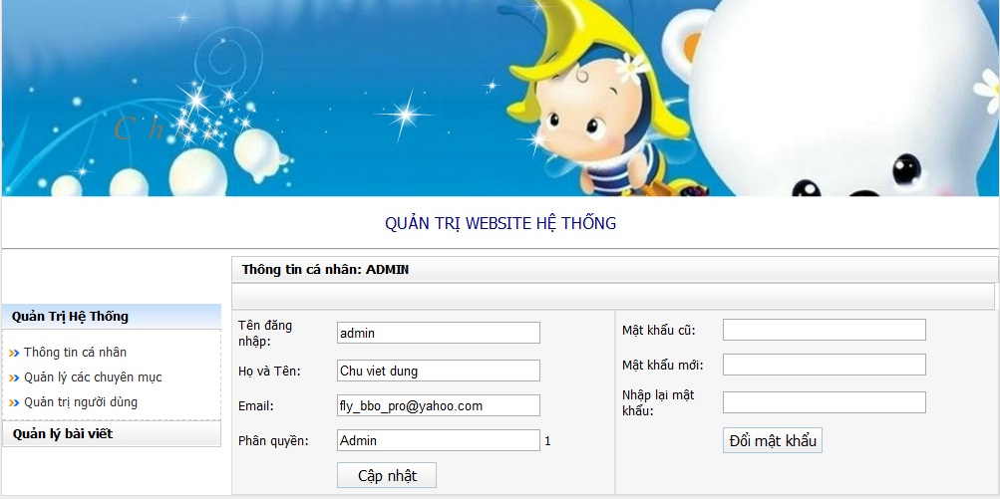 C h
QUẢN TRỊ WEBSITE HỆ THỐNG
Thông tin cá nhân: ADMIN
Quản Trị Hệ Thống
Thông tin cá nhân
Quản lý các chuyên mục
Quản trị người dùng
Quản lý bài viết
Tên đăng
nhập:
admin
Họ và Tên:
Chu viet dung
Email:
fly_bbo_pro@yahoo.com
Phân quyền:
Admin
1
Cập nhật
Mật khẩu cũ:
Mật khẩu mới:
Nhập lại mật
khẩu:
Đổi mật khẩu